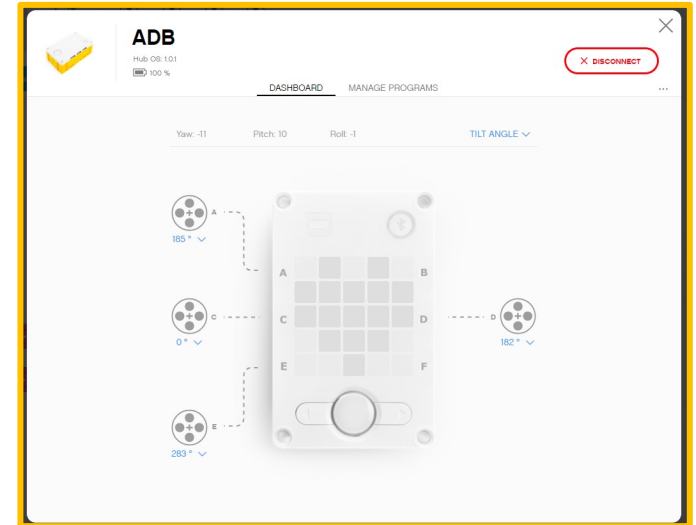 ADB
Hub OS: 1.0.1
100 %
DISCONNECT
DASHBOARD MANAGE PROGRAMS
...
Yaw: -11 Pitch: 10 Roll: -1 TILT ANGLE
A
185 °
A B
C
0 °
C D
D
182 °
E F
E
283 °